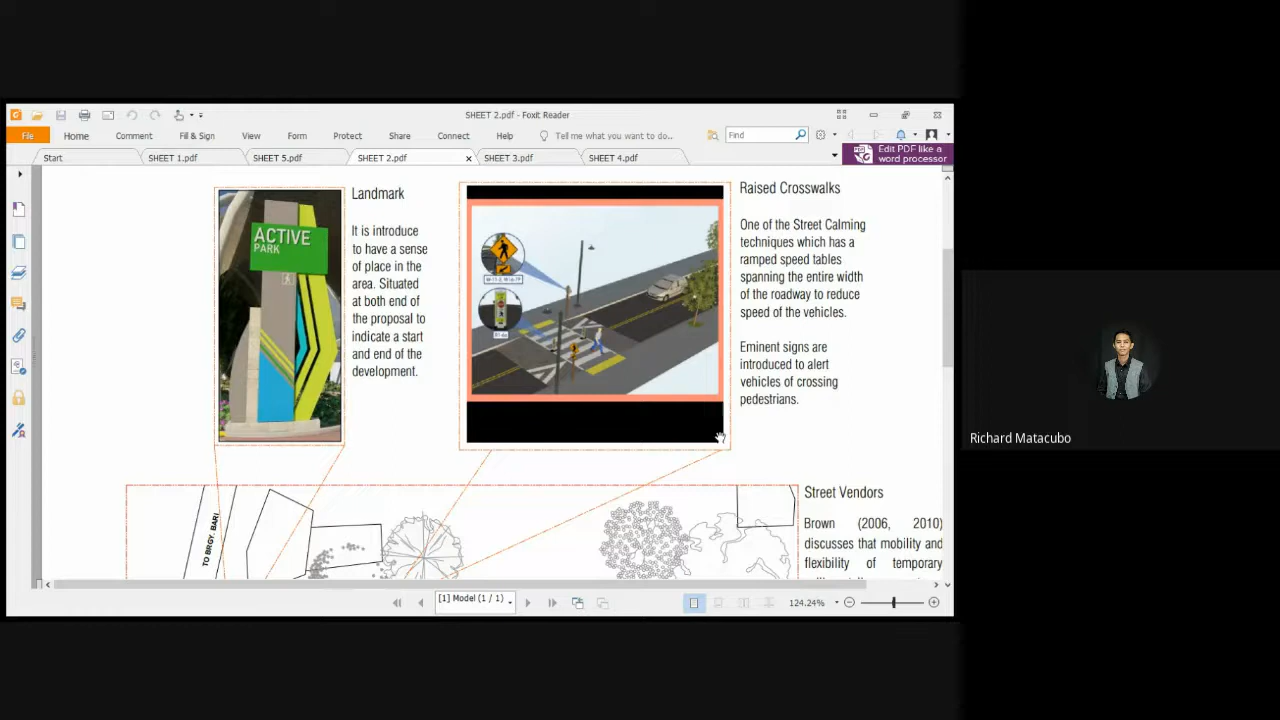 SHEET 2.pdf - Foxit Reader
File
Home
Comment
Fill & Sign
View
Form
Protect
Share
Connect
Help
Tell me what you want to do...
Find
Edit PDF like a
word processor
Start
SHEET 1.pdf
SHEET 5.pdf
SHEET 2.pdf
SHEET 3.pdf
SHEET 4.pdf
ACTIVE
PARK
Landmark
It is introduce
to have a sense
of place in the
area. Situated
at both end of
the proposal to
indicate a start
and end of the
development.
Raised Crosswalks
One of the Street Calming
techniques which has a
ramped speed tables
spanning the entire width
of the roadway to reduce
speed of the vehicles.
Eminent signs are
introduced to alert
vehicles of crossing
pedestrians.
TO BRGY. BARI
Street Vendors
Brown (2006, 2010)
discusses that mobility and
flexibility of temporary
[1] Model (1 / 1)
124.24%
Richard Matacubo